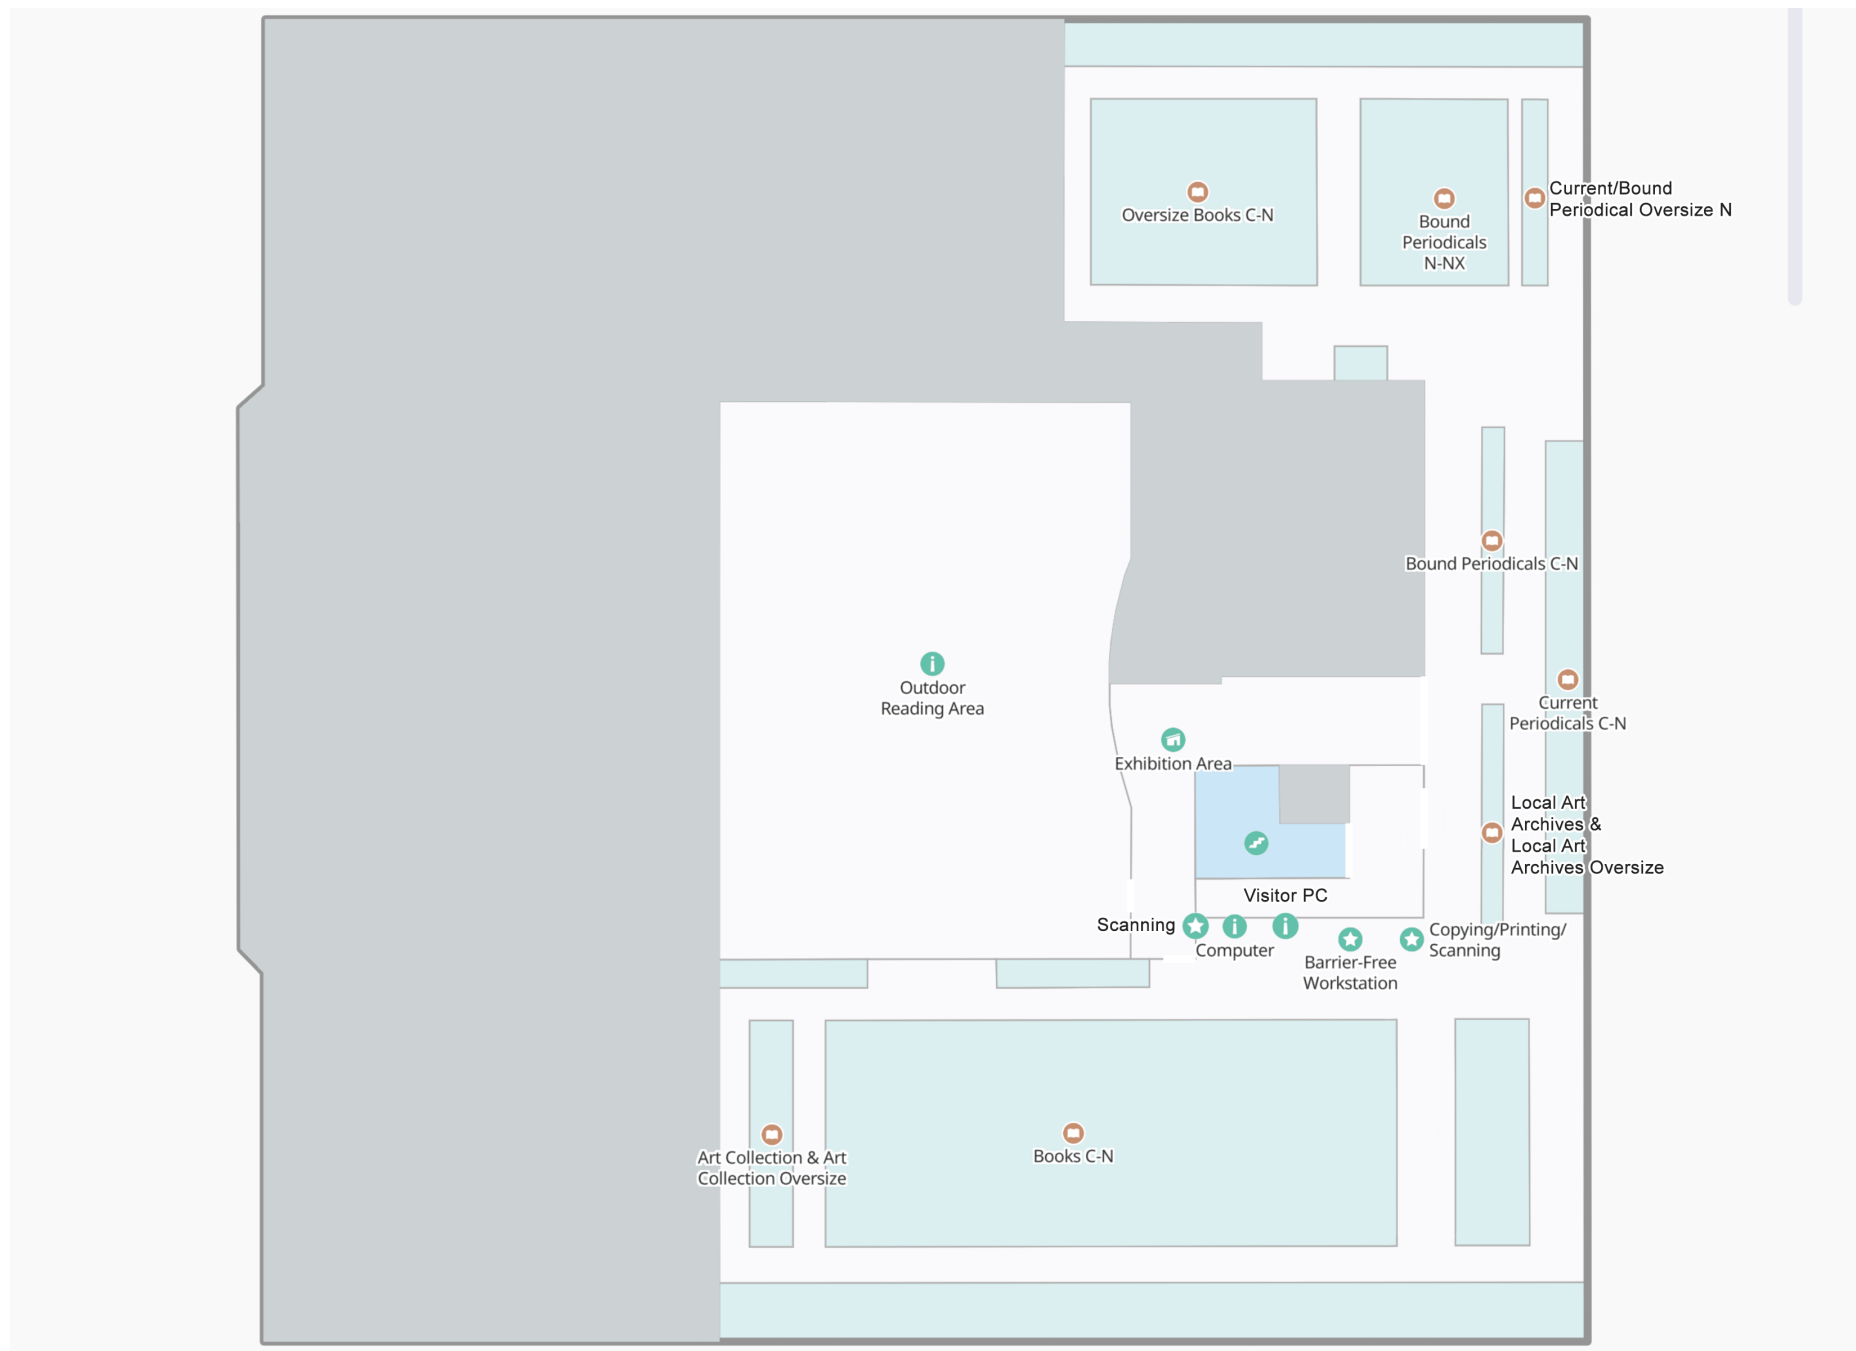 Oversize Books C-N
Bound
Periodicals
N-NX
Current/Bound
Periodical Oversize N
Bound Periodicals C-N
Outdoor
Reading Area
Current
Periodicals C-N
Exhibition Area
Local Art
Archives &
Local Art
Archives Oversize
Visitor PC
Scanning
Computer
Barrier-Free
Workstation
Copying/Printing/
Scanning
Art Collection & Art
Collection Oversize
Books C-N